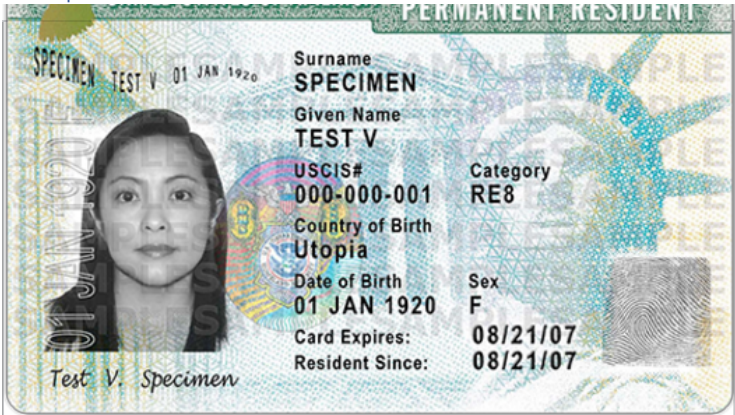 PERMANENT RESIDENT
SPECIMEN TEST V 01 JAN 1920
Surname
SPECIMEN
Given Name
TEST V
USCIS#
000-000-001
Category
RE8
Country of Birth
Utopia
Date of Birth
01 JAN 1920
Sex
F
Card Expires: 08/21/07
Resident Since: 08/21/07
01 JAN 1920 F
Test V. Specimen